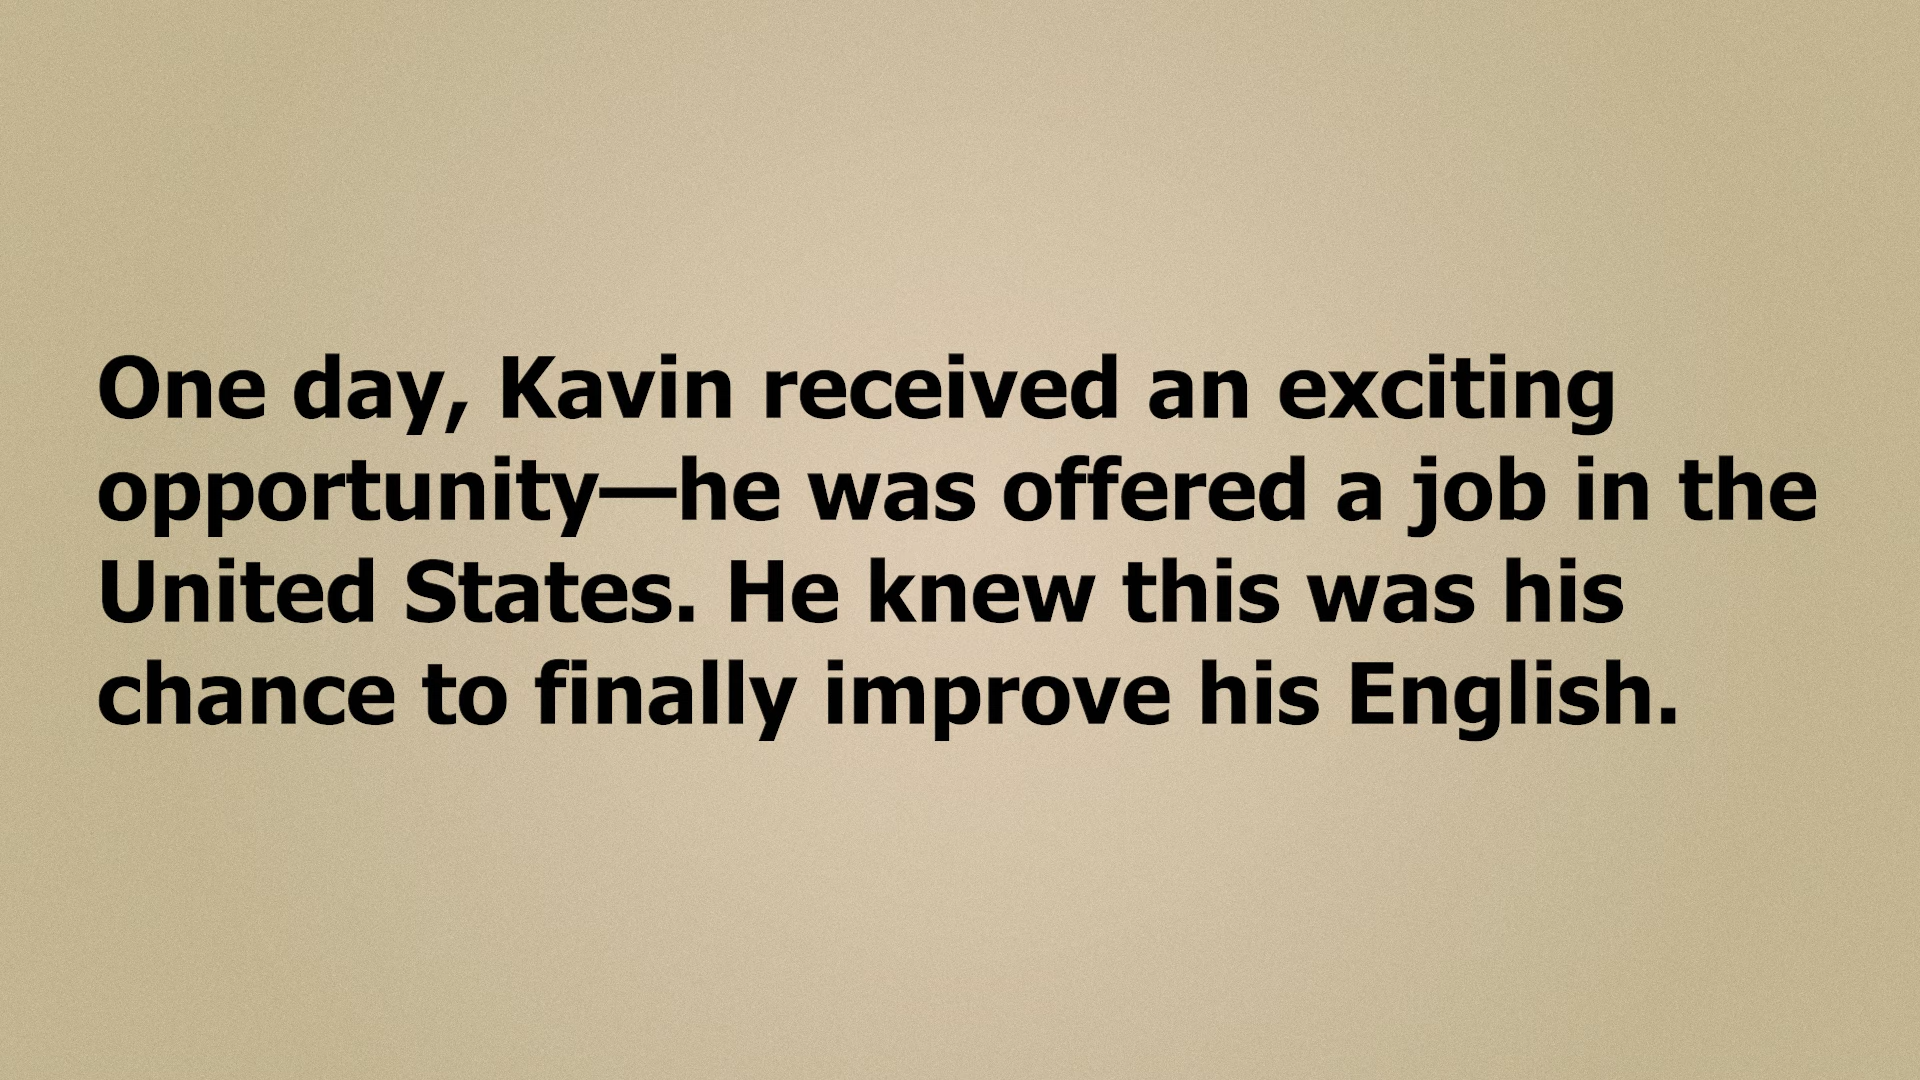 One day, Kavin received an exciting
opportunity—he was offered a job in the
United States. He knew this was his
chance to finally improve his English.